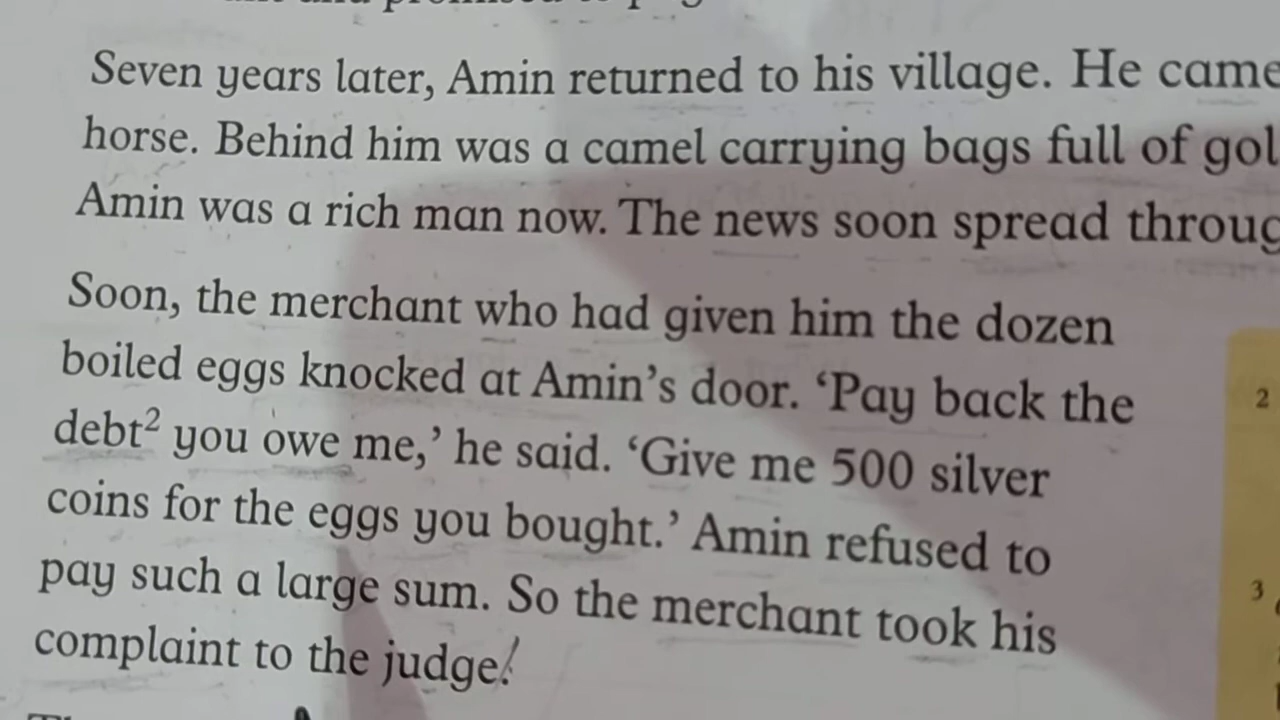 Seven years later, Amin returned to his village. He came
horse. Behind him was a camel carrying bags full of gol
Amin was a rich man now. The news soon spread throug
Soon, the merchant who had given him the dozen
boiled eggs knocked at Amin's door. ‘Pay back the
debt² you owe me,’ he said. ‘Give me 500 silver
coins for the eggs you bought.’ Amin refused to
pay such a large sum. So the merchant took his
complaint to the judge.
2
3